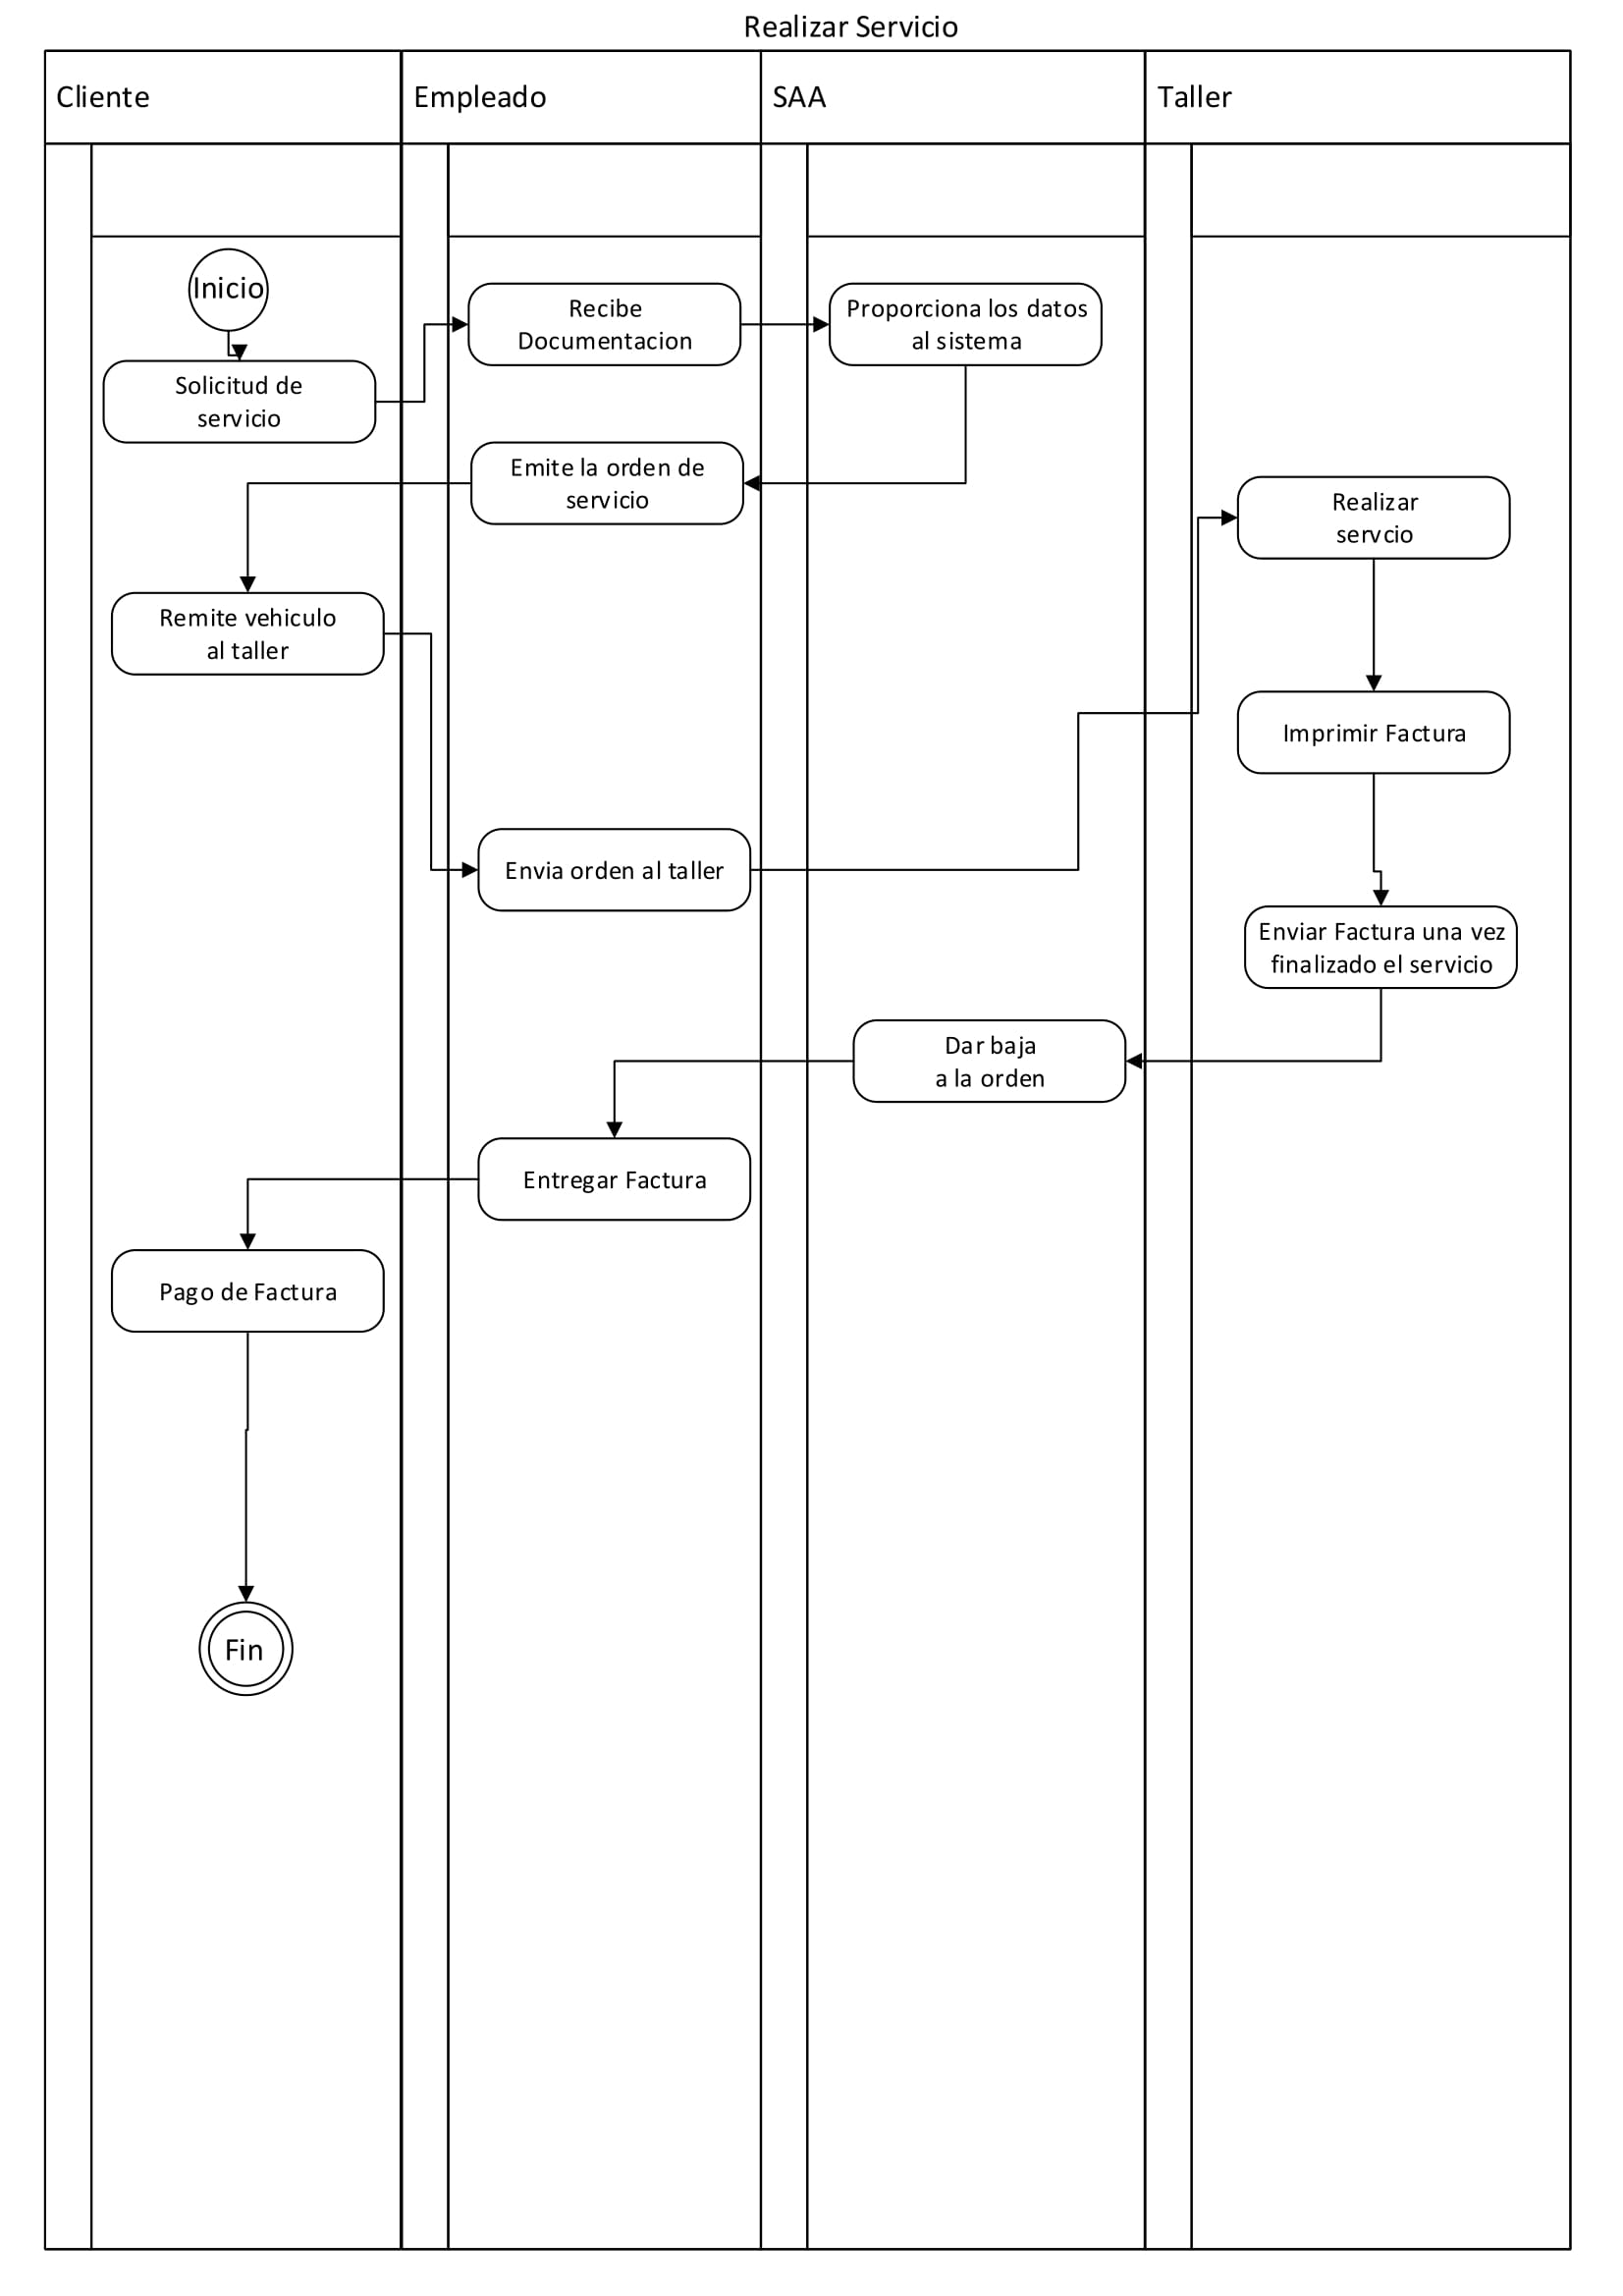 Realizar Servicio
Cliente
Empleado
SAA
Taller
Inicio
Recibe
Documentacion
Proporciona los datos
al sistema
Solicitud de
servicio
Emite la orden de
servicio
Realizar
servcio
Remite vehiculo
al taller
Imprimir Factura
Envia orden al taller
Enviar Factura una vez
finalizado el servicio
Dar baja
a la orden
Entregar Factura
Pago de Factura
Fin